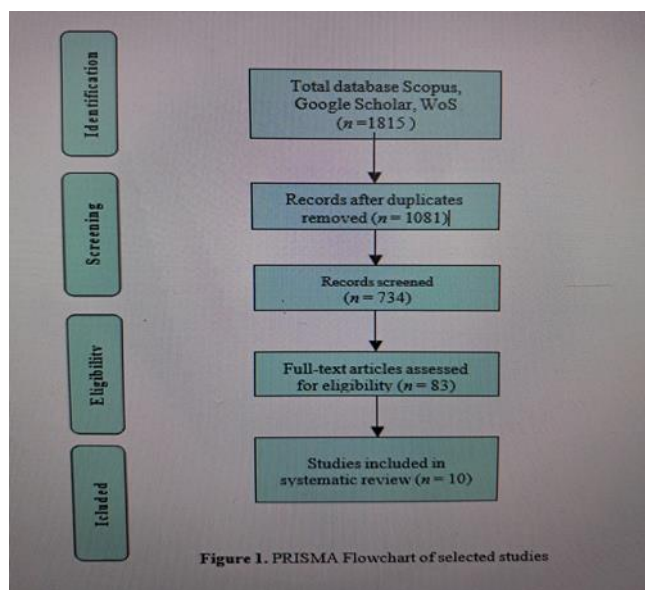 Identification
Total database Scopus,
Google Scholar, WoS
(n =1815 )
Screening
Records after duplicates
removed (n = 1081)
Records screened
(n = 734)
Eligibility
Full-text articles assessed
for eligibility (n = 83)
Icluded
Studies included in
systematic review (n = 10)
Figure 1. PRISMA Flowchart of selected studies